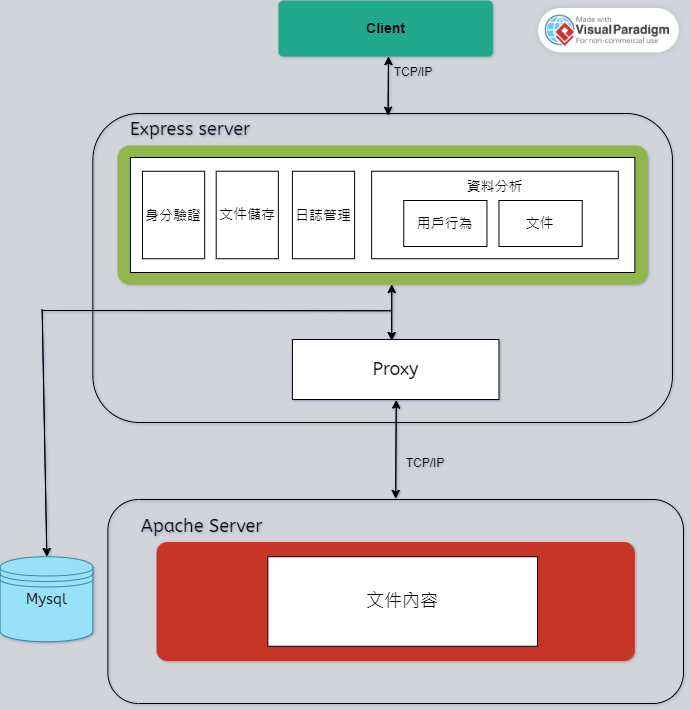 Client
Made with
Visual Paradigm
For non-commercial use
TCP/IP
Express server
資料分析
身分驗證
文件儲存
日誌管理
用戶行為
文件
Proxy
TCP/IP
Apache Server
文件內容
Mysql